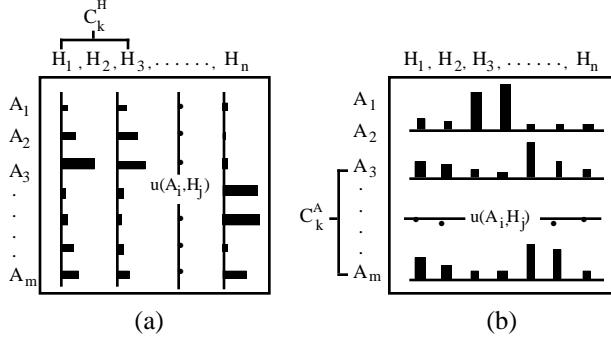 C_k^H
H_1 , H_2 , H_3 , . . . . . . , H_n
A_1
A_2
A_3
.
.
.
.
A_m
u(A_i,H_j)
(a)
H_1 , H_2, H_3, . . . . . . , H_n
A_1
A_2
A_3
.
.
.
.
A_m
C_k^A
u(A_i,H_j)
(b)